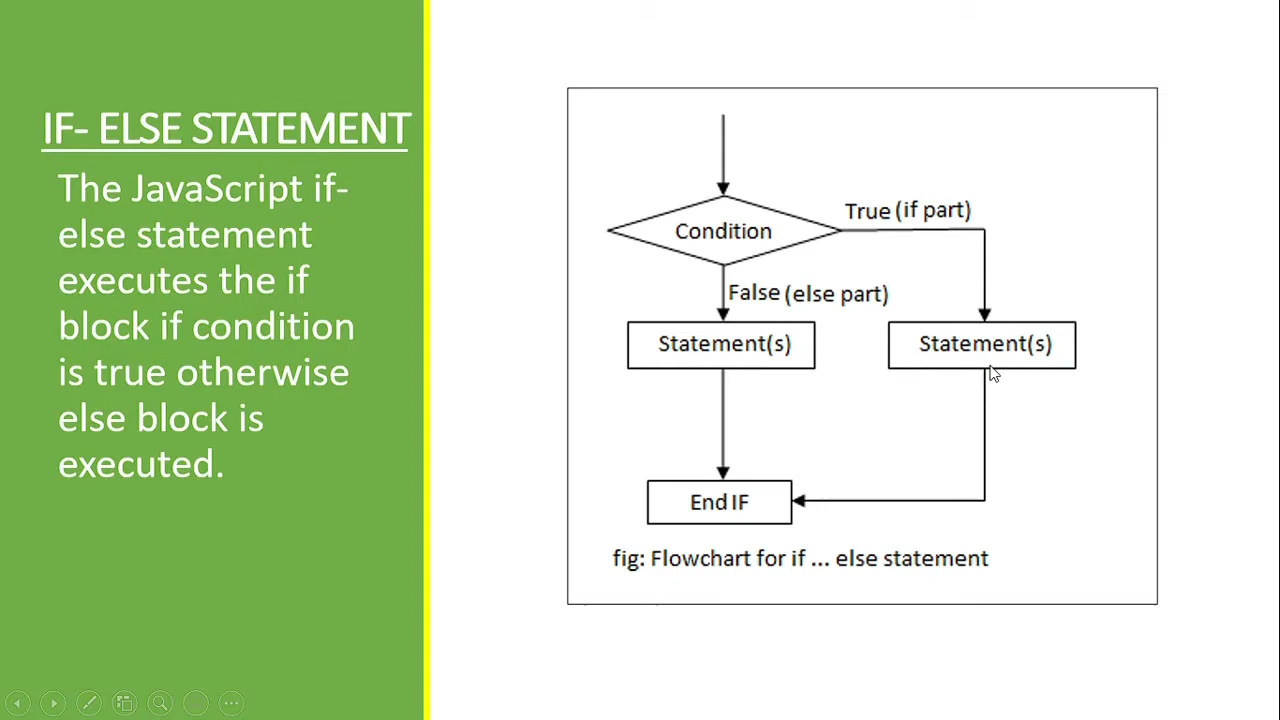 IF- ELSE STATEMENT
The JavaScript if-
else statement
executes the if
block if condition
is true otherwise
else block is
executed.
True (if part)
Condition
False (else part)
Statement(s)
Statement(s)
End IF
fig: Flowchart for if ... else statement